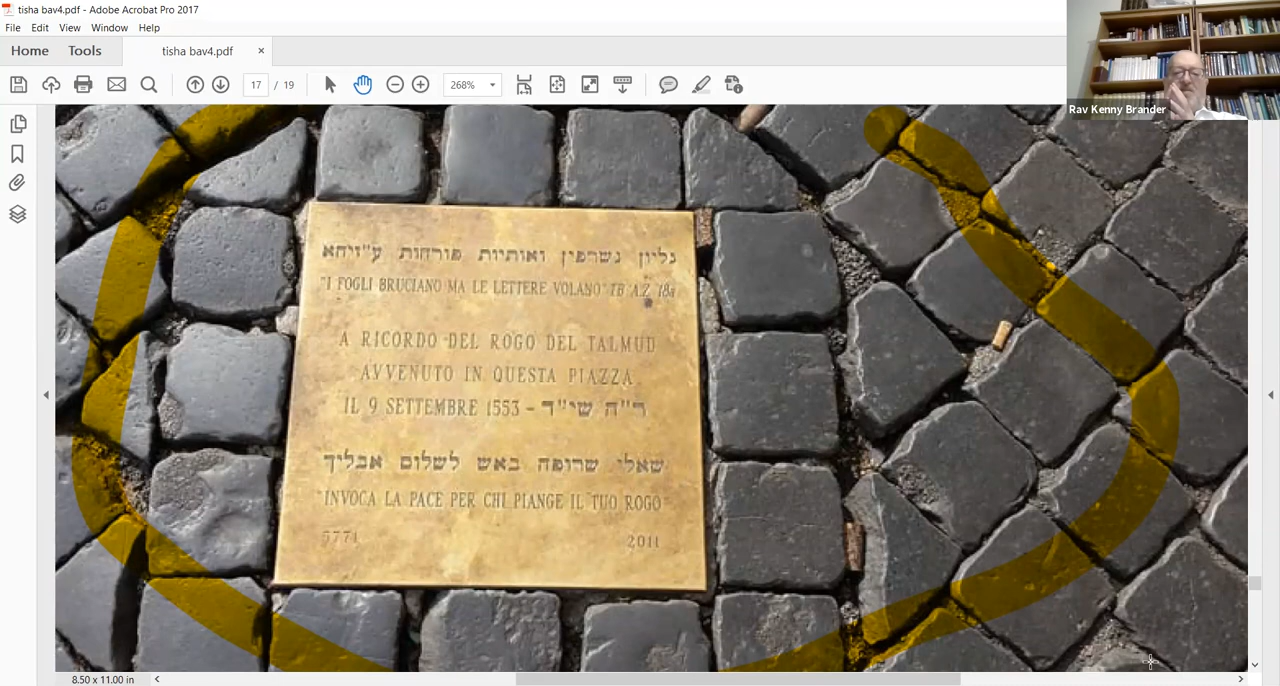 tisha bav4.pdf - Adobe Acrobat Pro 2017
File Edit View Window Help
Home Tools tisha bav4.pdf ×
17 / 19 268%
Rav Kenny Brander
גליון נשרפין ואותיות פורחות ע"זיחא
"I FOGLI BRUCIANO MA LE LETTERE VOLANO" TB A.Z 18a
A RICORDO DEL ROGO DEL TALMUD
AVVENUTO IN QUESTA PIAZZA
IL 9 SETTEMBRE 1553 - ר"ה שי"ד
שאלי שרופה באש לשלום אבליך
"INVOCA LA PACE PER CHI PIANGE IL TUO ROGO"
5771 2011
8.50 x 11.00 in